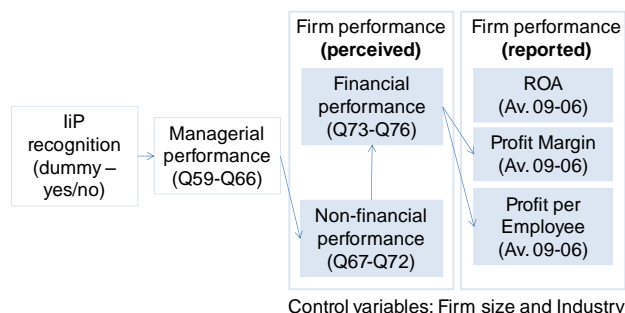 IiP
recognition
(dummy –
yes/no)
Managerial
performance
(Q59-Q66)
Firm performance
(perceived)
Financial
performance
(Q73-Q76)
Non-financial
performance
(Q67-Q72)
Firm performance
(reported)
ROA
(Av. 09-06)
Profit Margin
(Av. 09-06)
Profit per
Employee
(Av. 09-06)
Control variables: Firm size and Industry